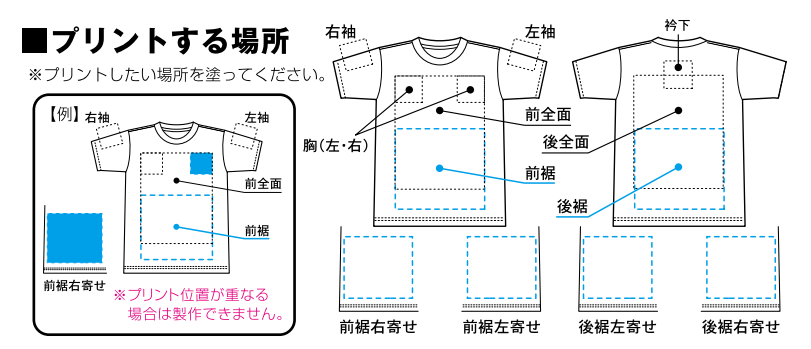 ■プリントする場所
※プリントしたい場所を塗ってください。
【例】
右袖
左袖
前全面
前裾
前裾右寄せ
※プリント位置が重なる
場合は製作できません。
右袖
左袖
胸（左・右）
前全面
前裾
前裾右寄せ
前裾左寄せ
衿下
後全面
後裾
後裾左寄せ
後裾右寄せ